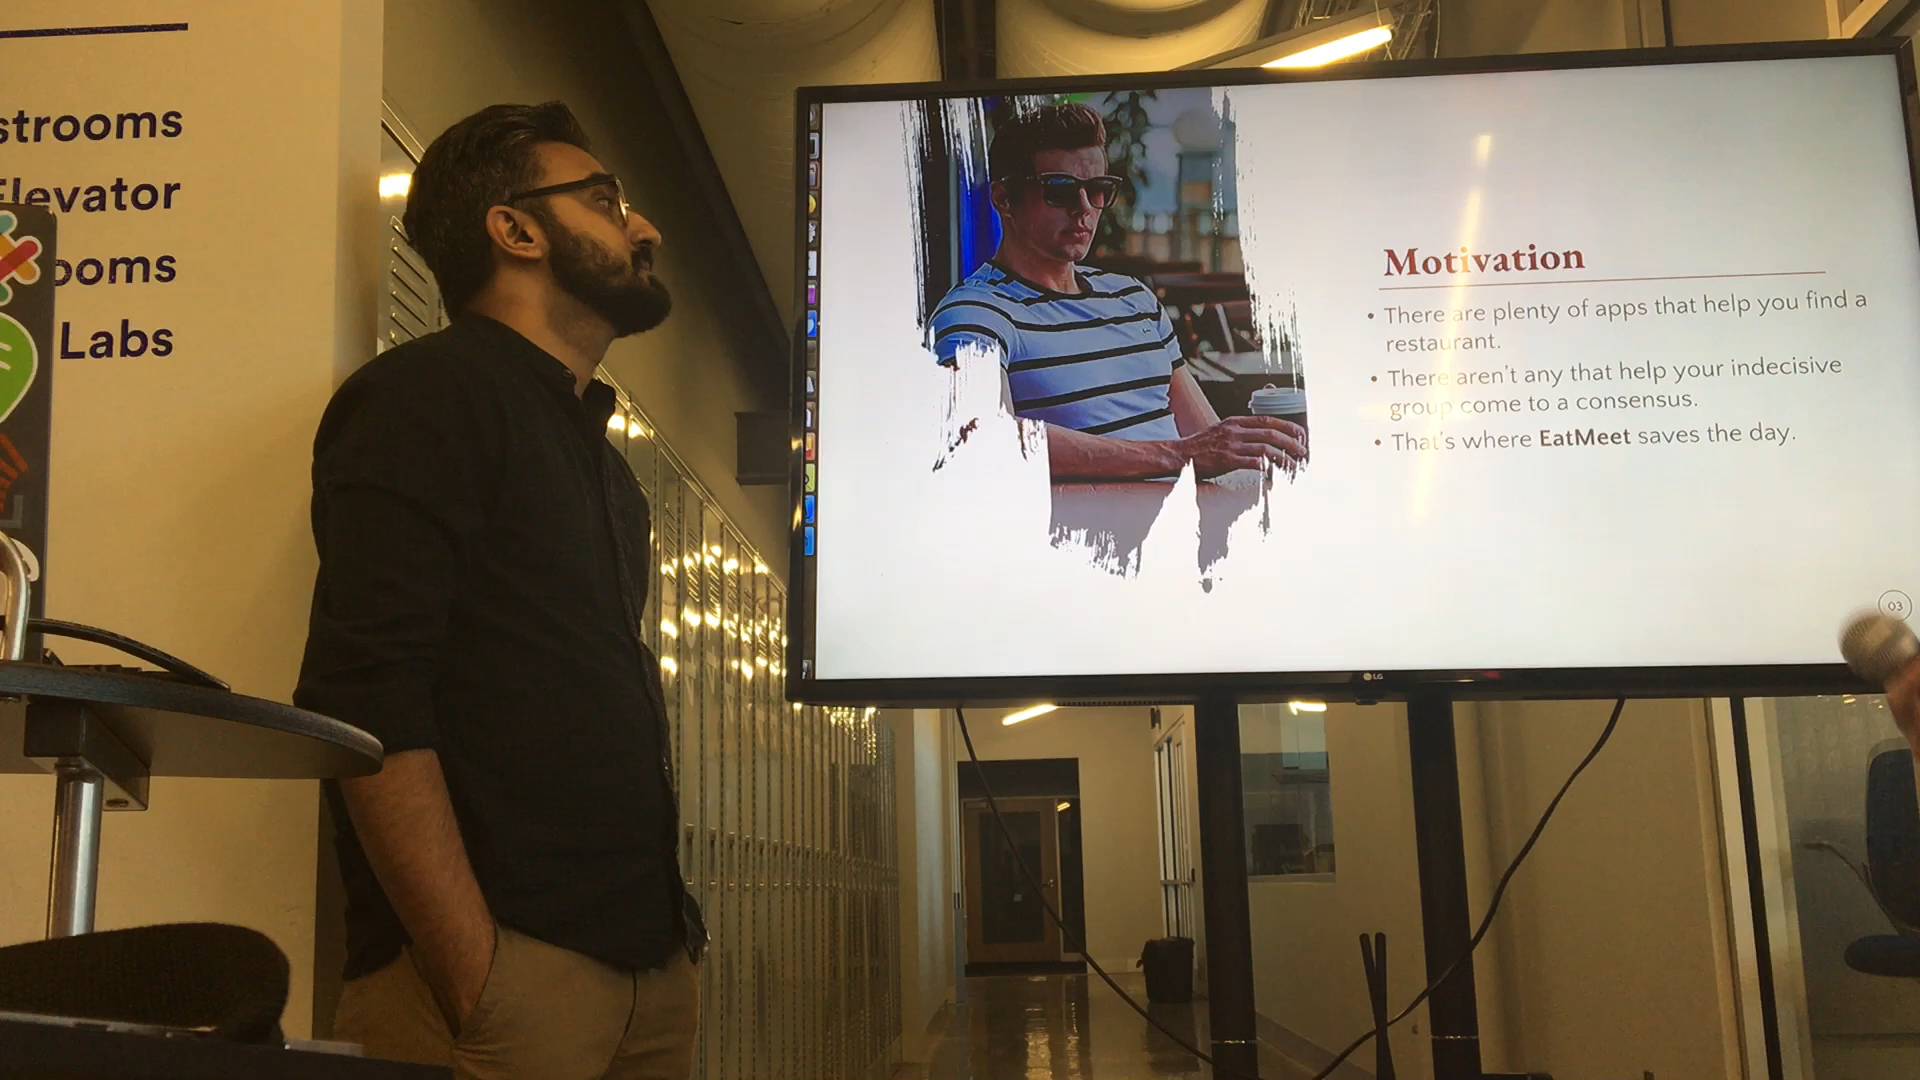 strooms
Elevator
ooms
Labs
Motivation
• There are plenty of apps that help you find a
restaurant.
• There aren't any that help your indecisive
group come to a consensus.
• That's where EatMeet saves the day.
03
LG